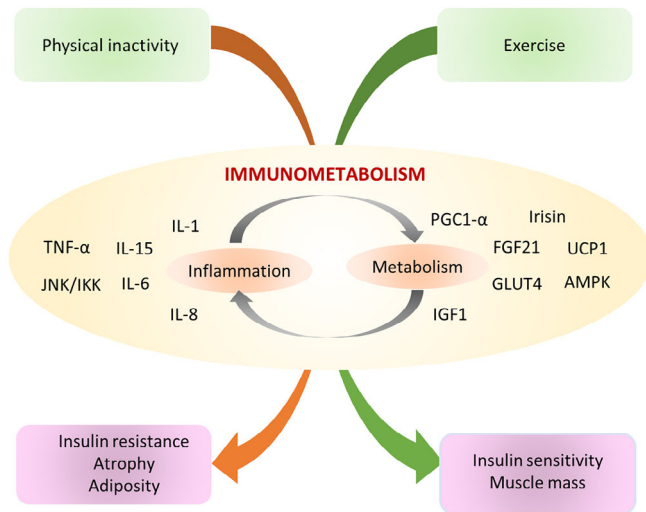 Physical inactivity
Exercise
IMMUNOMETABOLISM
IL-1
PGC1-α
Irisin
TNF-α
IL-15
FGF21
UCP1
Inflammation
Metabolism
JNK/IKK
IL-6
GLUT4
AMPK
IL-8
IGF1
Insulin resistance
Atrophy
Adiposity
Insulin sensitivity
Muscle mass